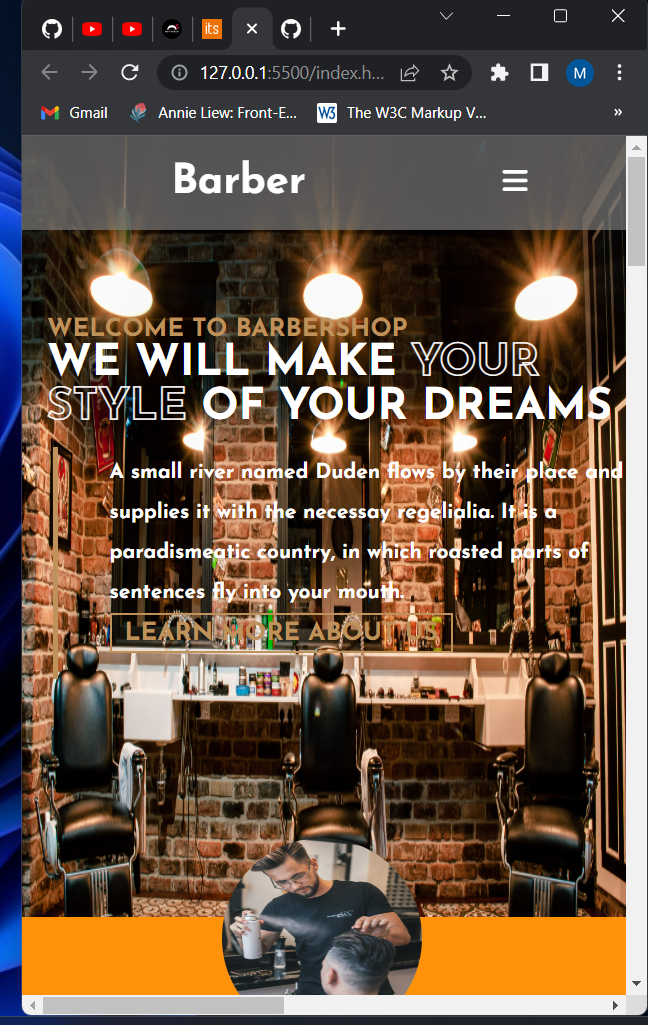 its
127.0.0.1:5500/index.h...
M
Gmail
Annie Liew: Front-E...
W3
The W3C Markup V...
»
Barber
WELCOME TO BARBERSHOP
WE WILL MAKE YOUR
STYLE OF YOUR DREAMS
A small river named Duden flows by their place and
supplies it with the necessay regelialia. It is a
paradismeatic country, in which roasted parts of
sentences fly into your mouth.
LEARN MORE ABOUT US